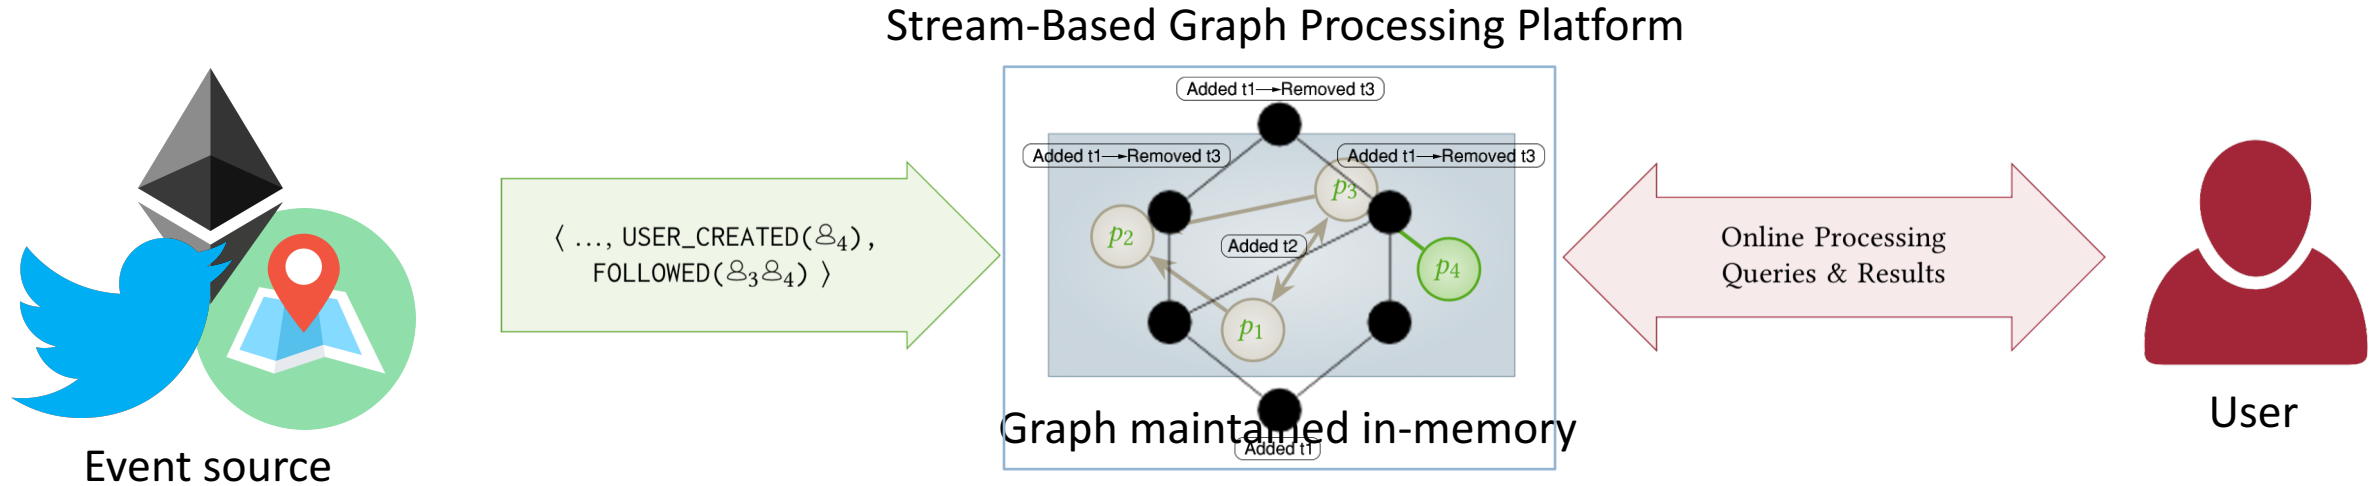 Stream-Based Graph Processing Platform
Added t1→Removed t3
Added t1→Removed t3
Added t1→Removed t3
⟨ ..., USER_CREATED(👤4),
FOLLOWED(👤3👤4) ⟩
p3
p2
Added t2
p4
p1
Online Processing
Queries & Results
Graph maintained in-memory
Added t1
Event source
User